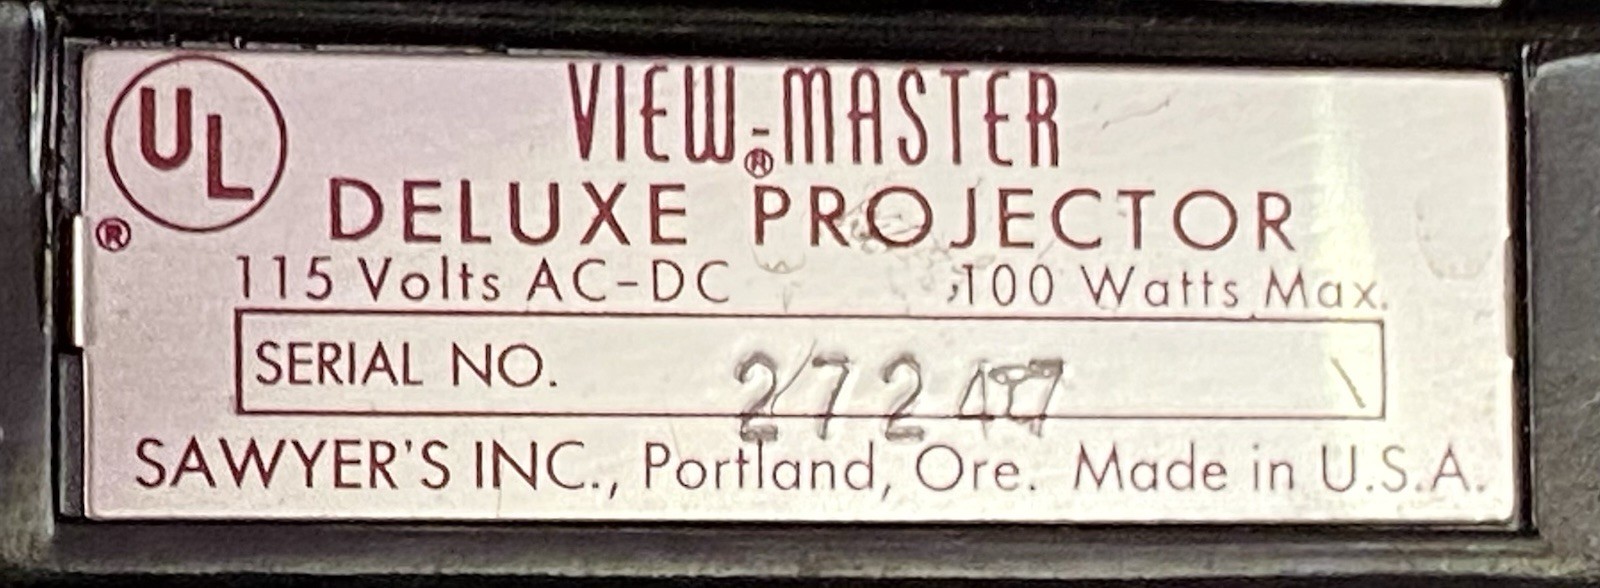 UL®
VIEW-MASTER®
DELUXE PROJECTOR
115 Volts AC-DC 100 Watts Max.
SERIAL NO.
SAWYER'S INC., Portland, Ore. Made in U.S.A.